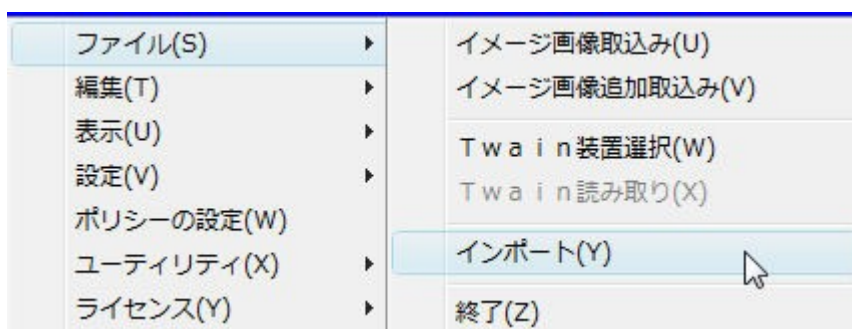 ファイル(S)
編集(T)
表示(U)
設定(V)
ポリシーの設定(W)
ユーティリティ(X)
ライセンス(Y)
イメージ画像取込み(U)
イメージ画像追加取込み(V)
Ｔｗａｉｎ装置選択(W)
Ｔｗａｉｎ読み取り(X)
インポート(Y)
終了(Z)